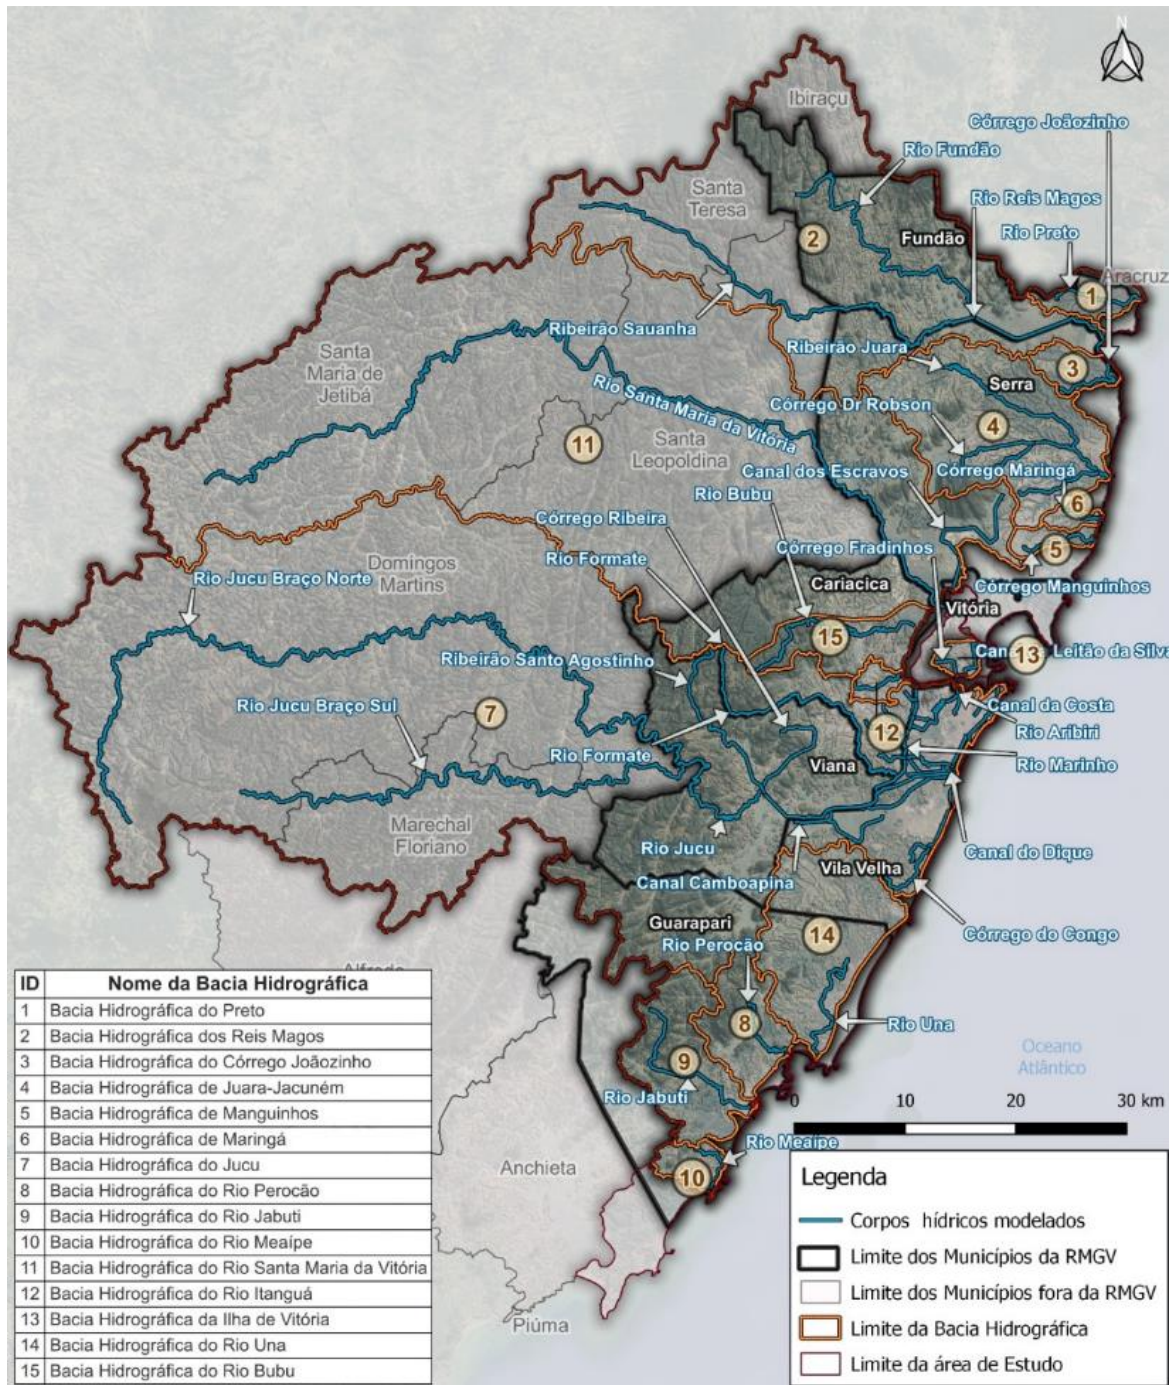 N
Ibiraçu
Córrego Joãozinho
Rio Fundão
Santa
Teresa
Rio Reis Magos
Fundão
Rio Preto
2
Aracruz
1
Ribeirão Sauanha
Ribeirão Juara
Santa
Maria de
Jetibá
3
Serra
Rio Santa Maria da Vitória
Córrego Dr Robson
4
11
Santa
Leopoldina
Canal dos Escravos
Córrego Maringá
Rio Bubu
6
Córrego Ribeira
Córrego Fradinhos
5
Rio Formate
Domingos
Martins
Rio Jucu Braço Norte
Cariacica
Córrego Manguinhos
Vitória
15
Ribeirão Santo Agostinho
Leitão da Silva
13
Rio Jucu Braço Sul
7
Canal da Costa
Rio Aribiri
12
Rio Formate
Viana
Rio Marinho
Marechal
Floriano
Rio Jucu
Canal do Dique
Vila Velha
Canal Camboapina
Guarapari
14
Córrego do Congo
Rio Perocão
8
Rio Una
9
Oceano
Atlântico
Rio Jabuti
0 10 20 30 km
Rio Meaípe
Anchieta
10
Piúma
ID Nome da Bacia Hidrográfica
1 Bacia Hidrográfica do Preto
2 Bacia Hidrográfica dos Reis Magos
3 Bacia Hidrográfica do Córrego Joãozinho
4 Bacia Hidrográfica de Juara-Jacuném
5 Bacia Hidrográfica de Manguinhos
6 Bacia Hidrográfica de Maringá
7 Bacia Hidrográfica do Jucu
8 Bacia Hidrográfica do Rio Perocão
9 Bacia Hidrográfica do Rio Jabuti
10 Bacia Hidrográfica do Rio Meaípe
11 Bacia Hidrográfica do Rio Santa Maria da Vitória
12 Bacia Hidrográfica do Rio Itanguá
13 Bacia Hidrográfica da Ilha de Vitória
14 Bacia Hidrográfica do Rio Una
15 Bacia Hidrográfica do Rio Bubu
Legenda
Corpos hídricos modelados
Limite dos Municípios da RMGV
Limite dos Municípios fora da RMGV
Limite da Bacia Hidrográfica
Limite da área de Estudo